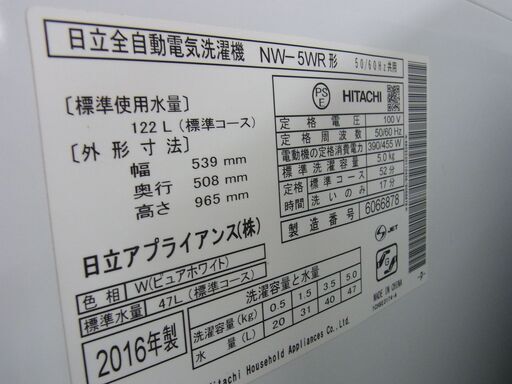 日立全自動電気洗濯機 NW-5WR 形 50/60Hz共用
〔標準使用水量〕
122 L (標準コース)
〔外形寸法〕
幅 539 mm
奥行 508 mm
高さ 965 mm
日立アプライアンス(株)
色相 W(ピュアホワイト)
標準水量 47L (標準コース)
2016年製
洗濯容量と水量
洗濯容量(kg) 0.5 1.5 3.5 5.0
水量(L) 20 31 40 47
Hitachi Household Appliances Co., Ltd.
PS
E
HITACHI
定格電圧 100 V
定格周波数 50/60 Hz
電動機の定格消費電力 390/455 W
標準洗濯容量 5.0kg
定格時間 標準コース 52分
洗いのみ 17分
製造番号 6066878
JET
MADE IN CHINA